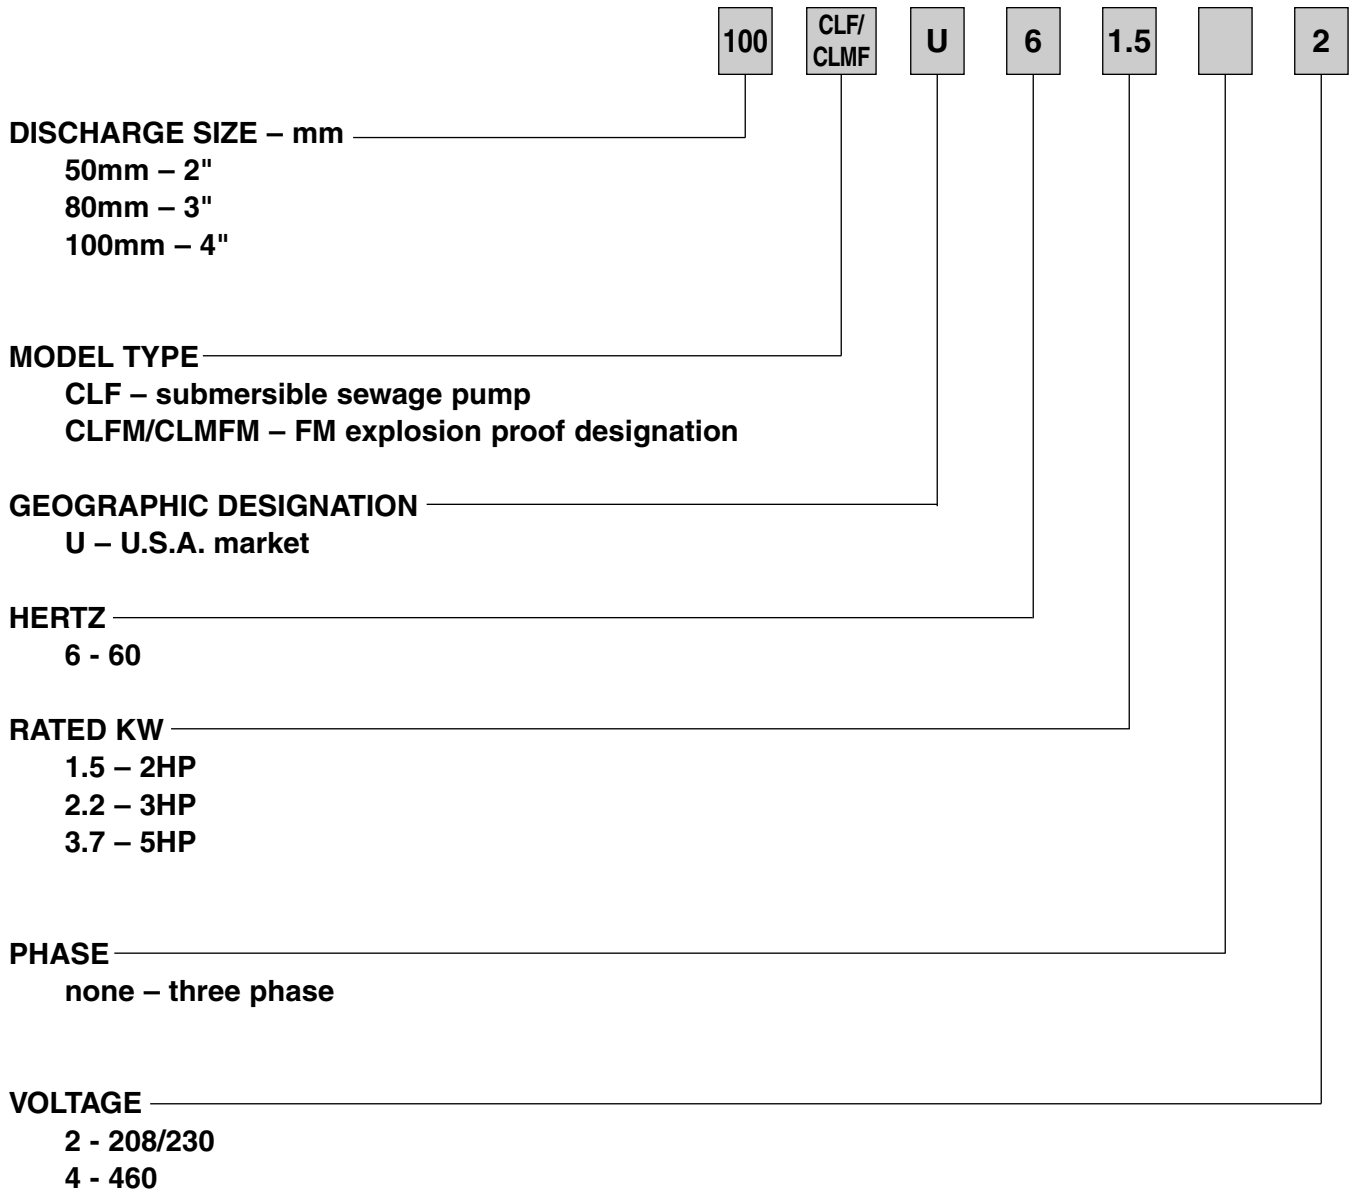 100 CLF/ U 6 1.5 2
CLMF
DISCHARGE SIZE – mm
50mm – 2"
80mm – 3"
100mm – 4"
MODEL TYPE
CLF – submersible sewage pump
CLFM/CLMFM – FM explosion proof designation
GEOGRAPHIC DESIGNATION
U – U.S.A. market
HERTZ
6 - 60
RATED KW
1.5 – 2HP
2.2 – 3HP
3.7 – 5HP
PHASE
none – three phase
VOLTAGE
2 - 208/230
4 - 460